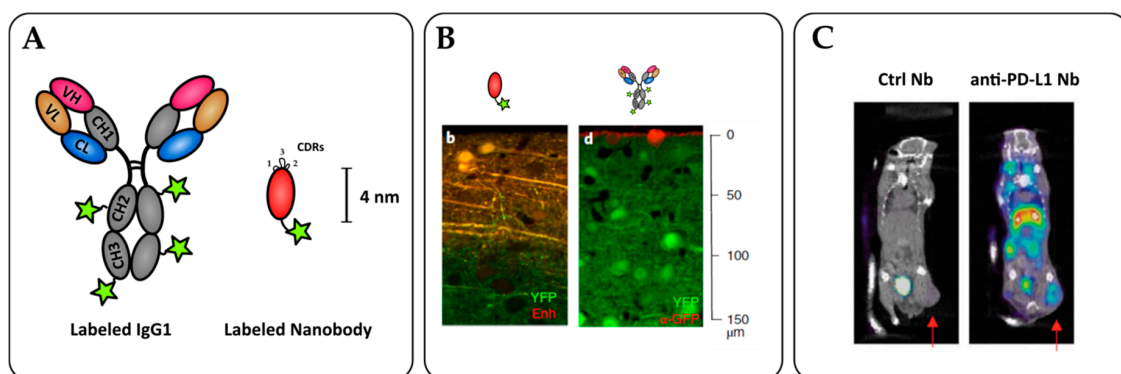 A
VH
VL
CH1
CL
CH2
CH3
3
1
2
CDRs
4 nm
Labeled IgG1
Labeled Nanobody
B
b
YFP
Enh
d
YFP
α-GFP
0
50
100
150
μm
C
Ctrl Nb
anti-PD-L1 Nb